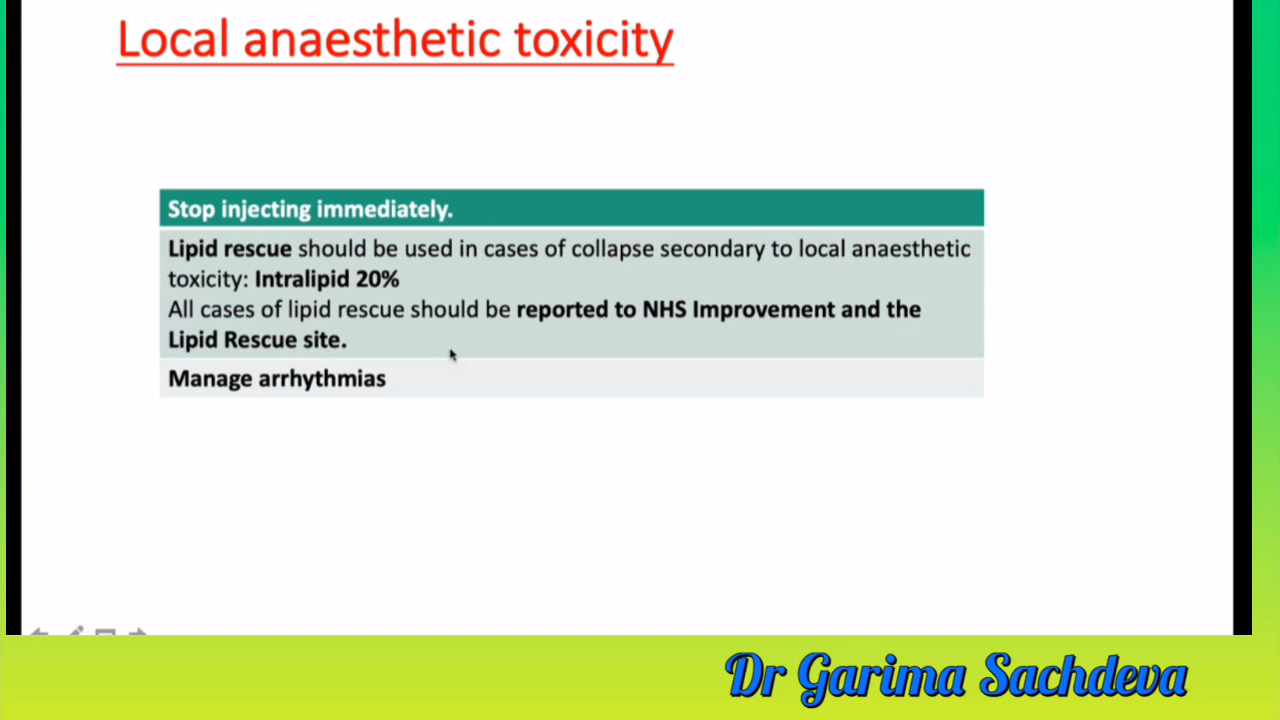 Local anaesthetic toxicity
Stop injecting immediately.
Lipid rescue should be used in cases of collapse secondary to local anaesthetic
toxicity: Intralipid 20%
All cases of lipid rescue should be reported to NHS Improvement and the
Lipid Rescue site.
Manage arrhythmias
Dr Garima Sachdeva